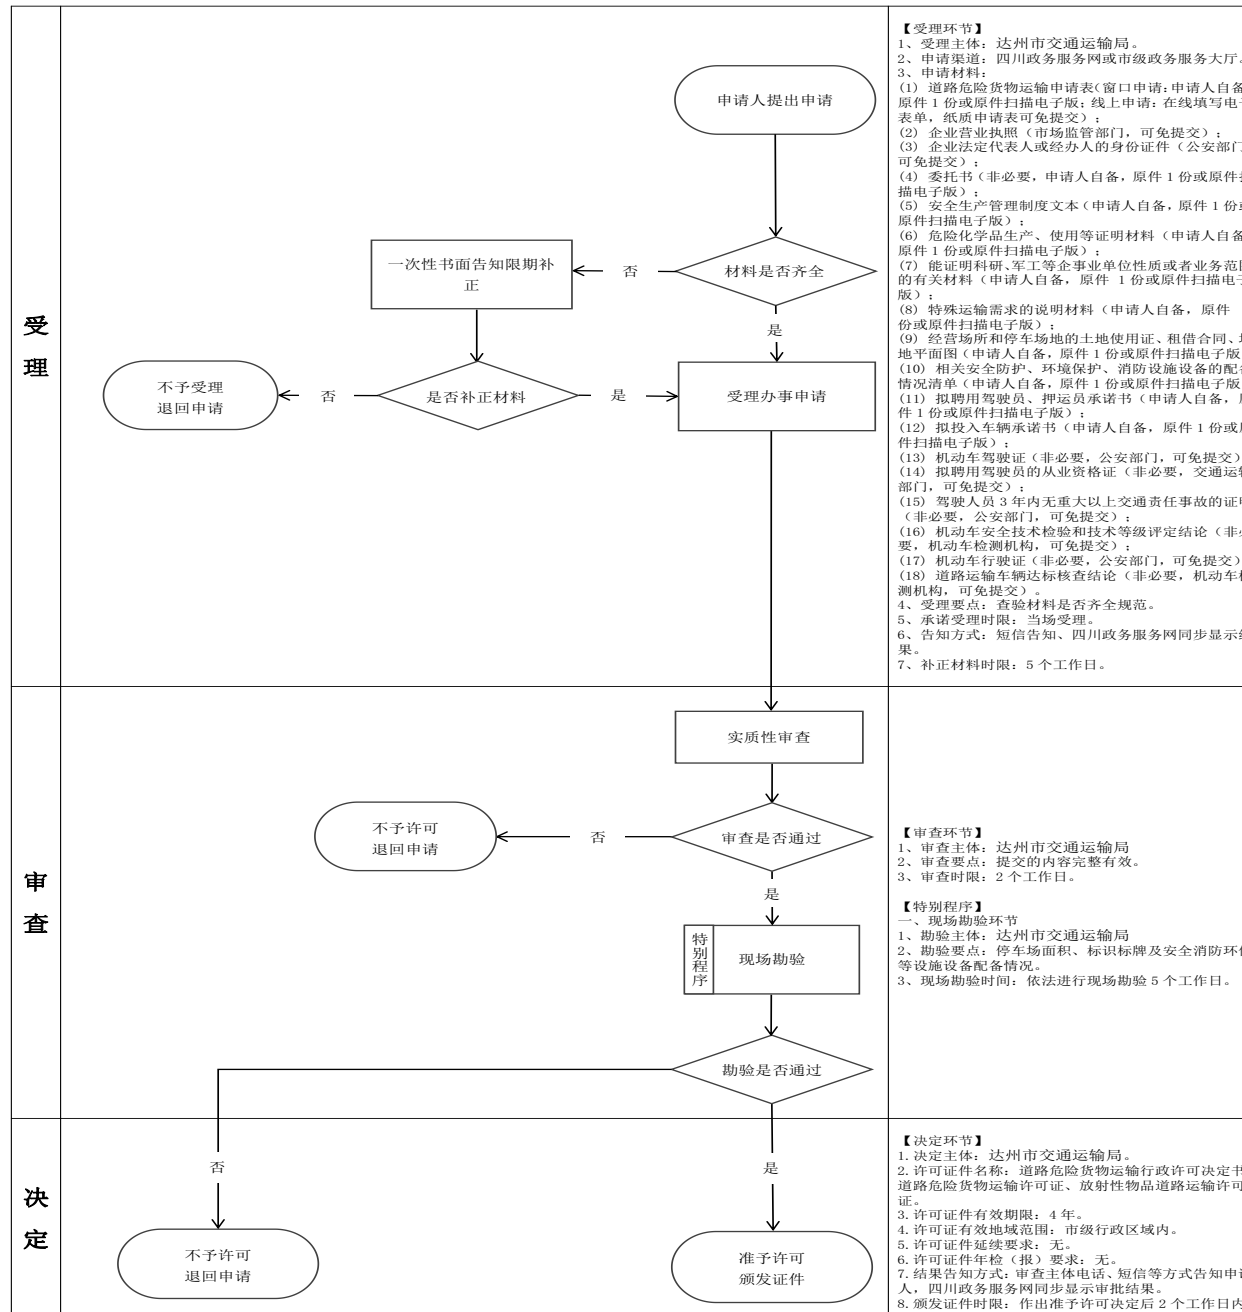 受
理
申请人提出申请
材料是否齐全
否
一次性书面告知限期补
正
是
是否补正材料
否
不予受理
退回申请
是
受理办事申请
【受理环节】
1、受理主体：达州市交通运输局。
2、申请渠道：四川政务服务网或市级政务服务大厅。
3、申请材料：
(1) 道路危险货物运输申请表（窗口申请：申请人自备
原件 1 份或原件扫描电子版；线上申请：在线填写电子
表单，纸质申请表可免提交）；
(2) 企业营业执照（市场监管部门，可免提交）；
(3) 企业法定代表人或经办人的身份证件（公安部门
可免提交）；
(4) 委托书（非必要，申请人自备，原件 1 份或原件扫
描电子版）；
(5) 安全生产管理制度文本（申请人自备，原件 1 份或
原件扫描电子版）；
(6) 危险化学品生产、使用等证明材料（申请人自备
原件 1 份或原件扫描电子版）；
(7) 能证明科研、军工等企事业单位性质或者业务范围
的有关材料（申请人自备，原件 1 份或原件扫描电子
版）；
(8) 特殊运输需求的说明材料（申请人自备，原件
份或原件扫描电子版）；
(9) 经营场所和停车场地的土地使用证、租借合同、场
地平面图（申请人自备，原件 1 份或原件扫描电子版
(10) 相关安全防护、环境保护、消防设施设备的配备
情况清单（申请人自备，原件 1 份或原件扫描电子版
(11) 拟聘用驾驶员、押运员承诺书（申请人自备，原
件 1 份或原件扫描电子版）；
(12) 拟投入车辆承诺书（申请人自备，原件 1 份或原
件扫描电子版）；
(13) 机动车驾驶证（非必要，公安部门，可免提交）
(14) 拟聘用驾驶员的从业资格证（非必要，交通运输
部门，可免提交）；
(15) 驾驶人员 3 年内无重大以上交通责任事故的证明
（非必要，公安部门，可免提交）；
(16) 机动车安全技术检验和技术等级评定结论（非必
要，机动车检测机构，可免提交）；
(17) 机动车行驶证（非必要，公安部门，可免提交）
(18) 道路运输车辆达标核查结论（非必要，机动车检
测机构，可免提交）。
4、受理要点：查验材料是否齐全规范。
5、承诺受理时限：当场受理。
6、告知方式：短信告知、四川政务服务网同步显示结
果。
7、补正材料时限：5 个工作日。
审
查
实质性审查
审查是否通过
否
不予许可
退回申请
是
特别程序
现场勘验
勘验是否通过
【审查环节】
1、审查主体：达州市交通运输局
2、审查要点：提交的内容完整有效。
3、审查时限：2 个工作日。
【特别程序】
一、现场勘验环节
1、勘验主体：达州市交通运输局
2、勘验要点：停车场面积、标识标牌及安全消防环保
等设施设备配备情况。
3、现场勘验时间：依法进行现场勘验 5 个工作日。
决
定
否
不予许可
退回申请
是
准予许可
颁发证件
【决定环节】
1.决定主体：达州市交通运输局。
2.许可证件名称：道路危险货物运输行政许可决定书
道路危险货物运输许可证、放射性物品道路运输许可
证。
3.许可证件有效期限：4 年。
4.许可证有效地域范围：市级行政区域内。
5.许可证件延续要求：无。
6.许可证件年检（报）要求：无。
7.结果告知方式：审查主体电话、短信等方式告知申请
人，四川政务服务网同步显示审批结果。
8.颁发证件时限：作出准予许可决定后 2 个工作日内